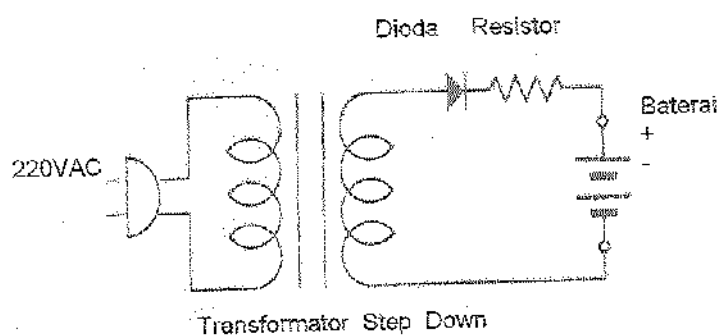 Dioda Resistor
Baterai
+
-
220VAC
Transformator Step Down